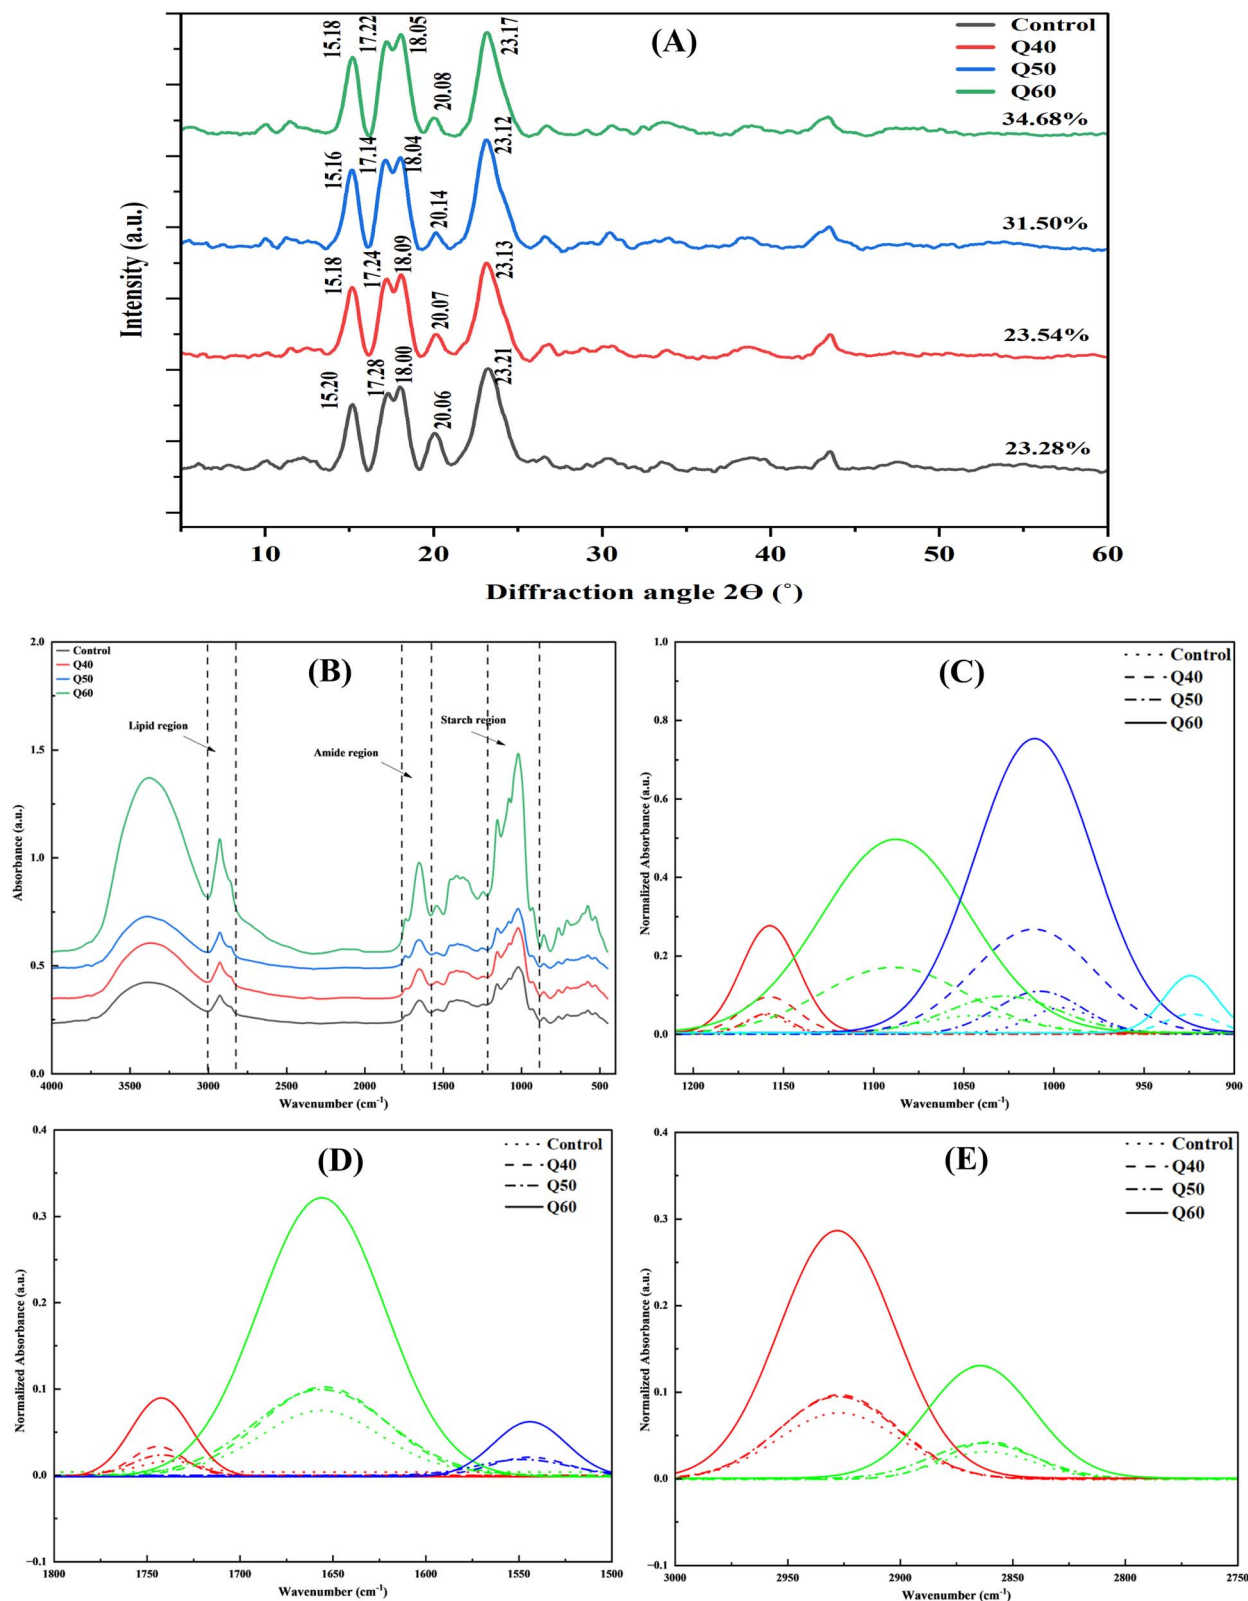 (A)
Control
Q40
Q50
Q60
15.18
17.22
18.05
20.08
23.17
34.68%
15.16
17.14
18.04
20.14
23.12
31.50%
15.18
17.24
18.09
20.07
23.13
23.54%
15.20
17.28
18.00
20.06
23.21
23.28%
Intensity (a.u.)
10 20 30 40 50 60
Diffraction angle 2Ө (°)
(B)
Control
Q40
Q50
Q60
Lipid region
Amide region
Starch region
2.0
1.5
1.0
0.5
0.0
Absorbance (a.u.)
4000 3500 3000 2500 2000 1500 1000 500
Wavenumber (cm-1)
(C)
Control
Q40
Q50
Q60
1.0
0.8
0.6
0.4
0.2
0.0
Normalized Absorbance (a.u.)
1200 1150 1100 1050 1000 950 900
Wavenumber (cm-1)
(D)
Control
Q40
Q50
Q60
0.4
0.3
0.2
0.1
0.0
−0.1
Normalized Absorbance (a.u.)
1800 1750 1700 1650 1600 1550 1500
Wavenumber (cm-1)
(E)
Control
Q40
Q50
Q60
0.4
0.3
0.2
0.1
0.0
−0.1
Normalized Absorbance (a.u.)
3000 2950 2900 2850 2800 2750
Wavenumber (cm-1)